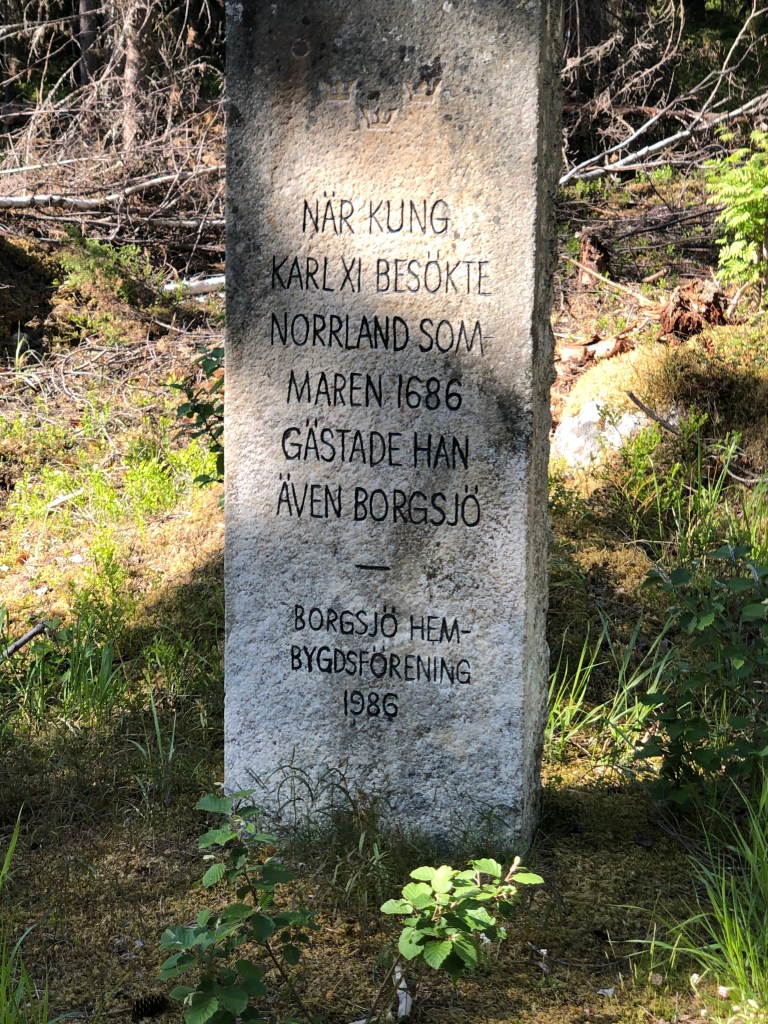 NÄR KUNG
KARL XI BESÖKTE
NORRLAND SOM-
MAREN 1686
GÄSTADE HAN
ÄVEN BORGSJÖ
—
BORGSJÖ HEM-
BYGDSFÖRENING
1986